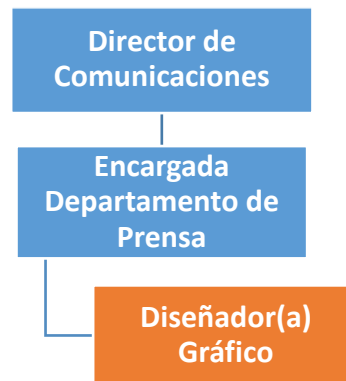 Director de
Comunicaciones
Encargada
Departamento de
Prensa
Diseñador(a)
Gráfico